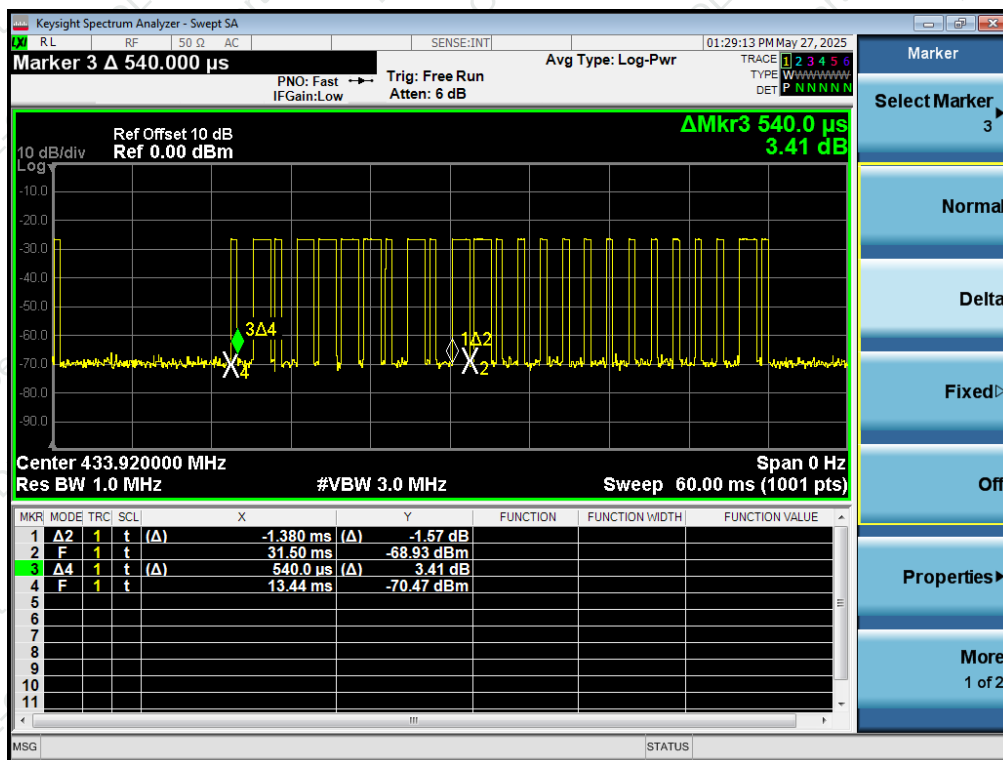 Keysight Spectrum Analyzer - Swept SA
LXI RL RF 50 Ω AC SENSE:INT 01:29:13 PM May 27, 2025
Marker 3 Δ 540.000 μs
PNO: Fast
IFGain:Low
Trig: Free Run
Atten: 6 dB
Avg Type: Log-Pwr
TRACE 1 2 3 4 5 6
TYPE WWWWWW
DET P N N N N N
ΔMkr3 540.0 μs
3.41 dB
Ref Offset 10 dB
10 dB/div Ref 0.00 dBm
Log
-10.0
-20.0
-30.0
-40.0
-50.0
-60.0
-70.0
-80.0
-90.0
3Δ4
4
1Δ2
2
Center 433.920000 MHz Span 0 Hz
Res BW 1.0 MHz #VBW 3.0 MHz Sweep 60.00 ms (1001 pts)
MKR MODE TRC SCL X Y FUNCTION FUNCTION WIDTH FUNCTION VALUE
1 Δ2 1 t (Δ) -1.380 ms (Δ) -1.57 dB
2 F 1 t 31.50 ms -68.93 dBm
3 Δ4 1 t (Δ) 540.0 μs (Δ) 3.41 dB
4 F 1 t 13.44 ms -70.47 dBm
5
6
7
8
9
10
11
MSG STATUS
Marker
Select Marker
3
Normal
Delta
Fixed
Off
Properties
More
1 of 2